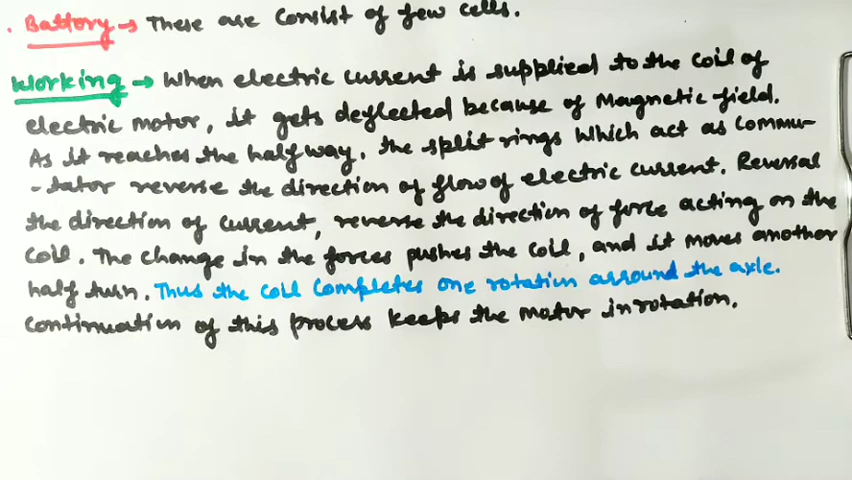 . Battory → These are consist of few cells.
Working → When electric current is supplied to the coil of
electric motor, it gets deflected because of Magnetic field.
As it reaches the half way. the split rings which act as commu-
-tator reverse the direction of flow of electric current. Reversal
the direction of current, reverse the direction of force acting on the
coil. The change in the forces pushes the coil, and it moves another
half turn. Thus the coil completes one rotation assround the axle.
Continuation of this process keeps the motor in rotation.